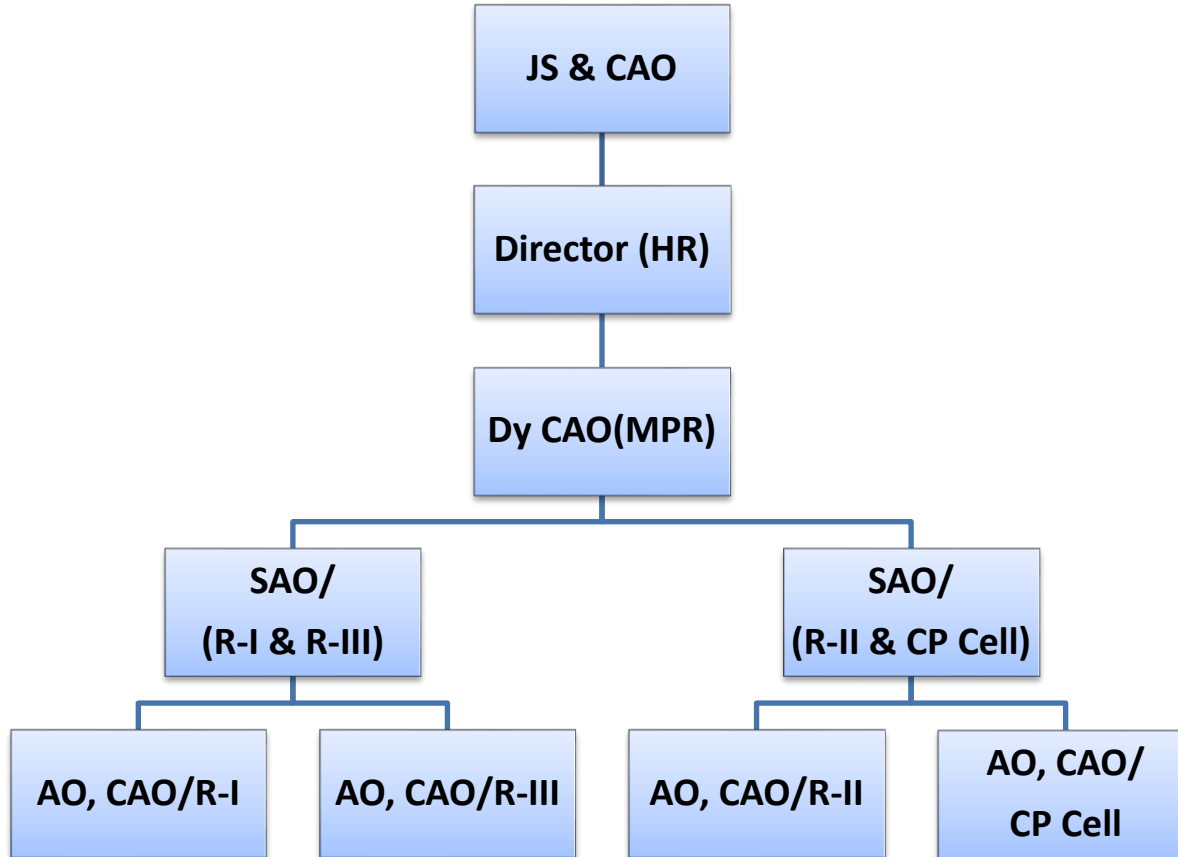 JS & CAO
Director (HR)
Dy CAO(MPR)
SAO/
(R-I & R-III)
SAO/
(R-II & CP Cell)
AO, CAO/R-I
AO, CAO/R-III
AO, CAO/R-II
AO, CAO/
CP Cell